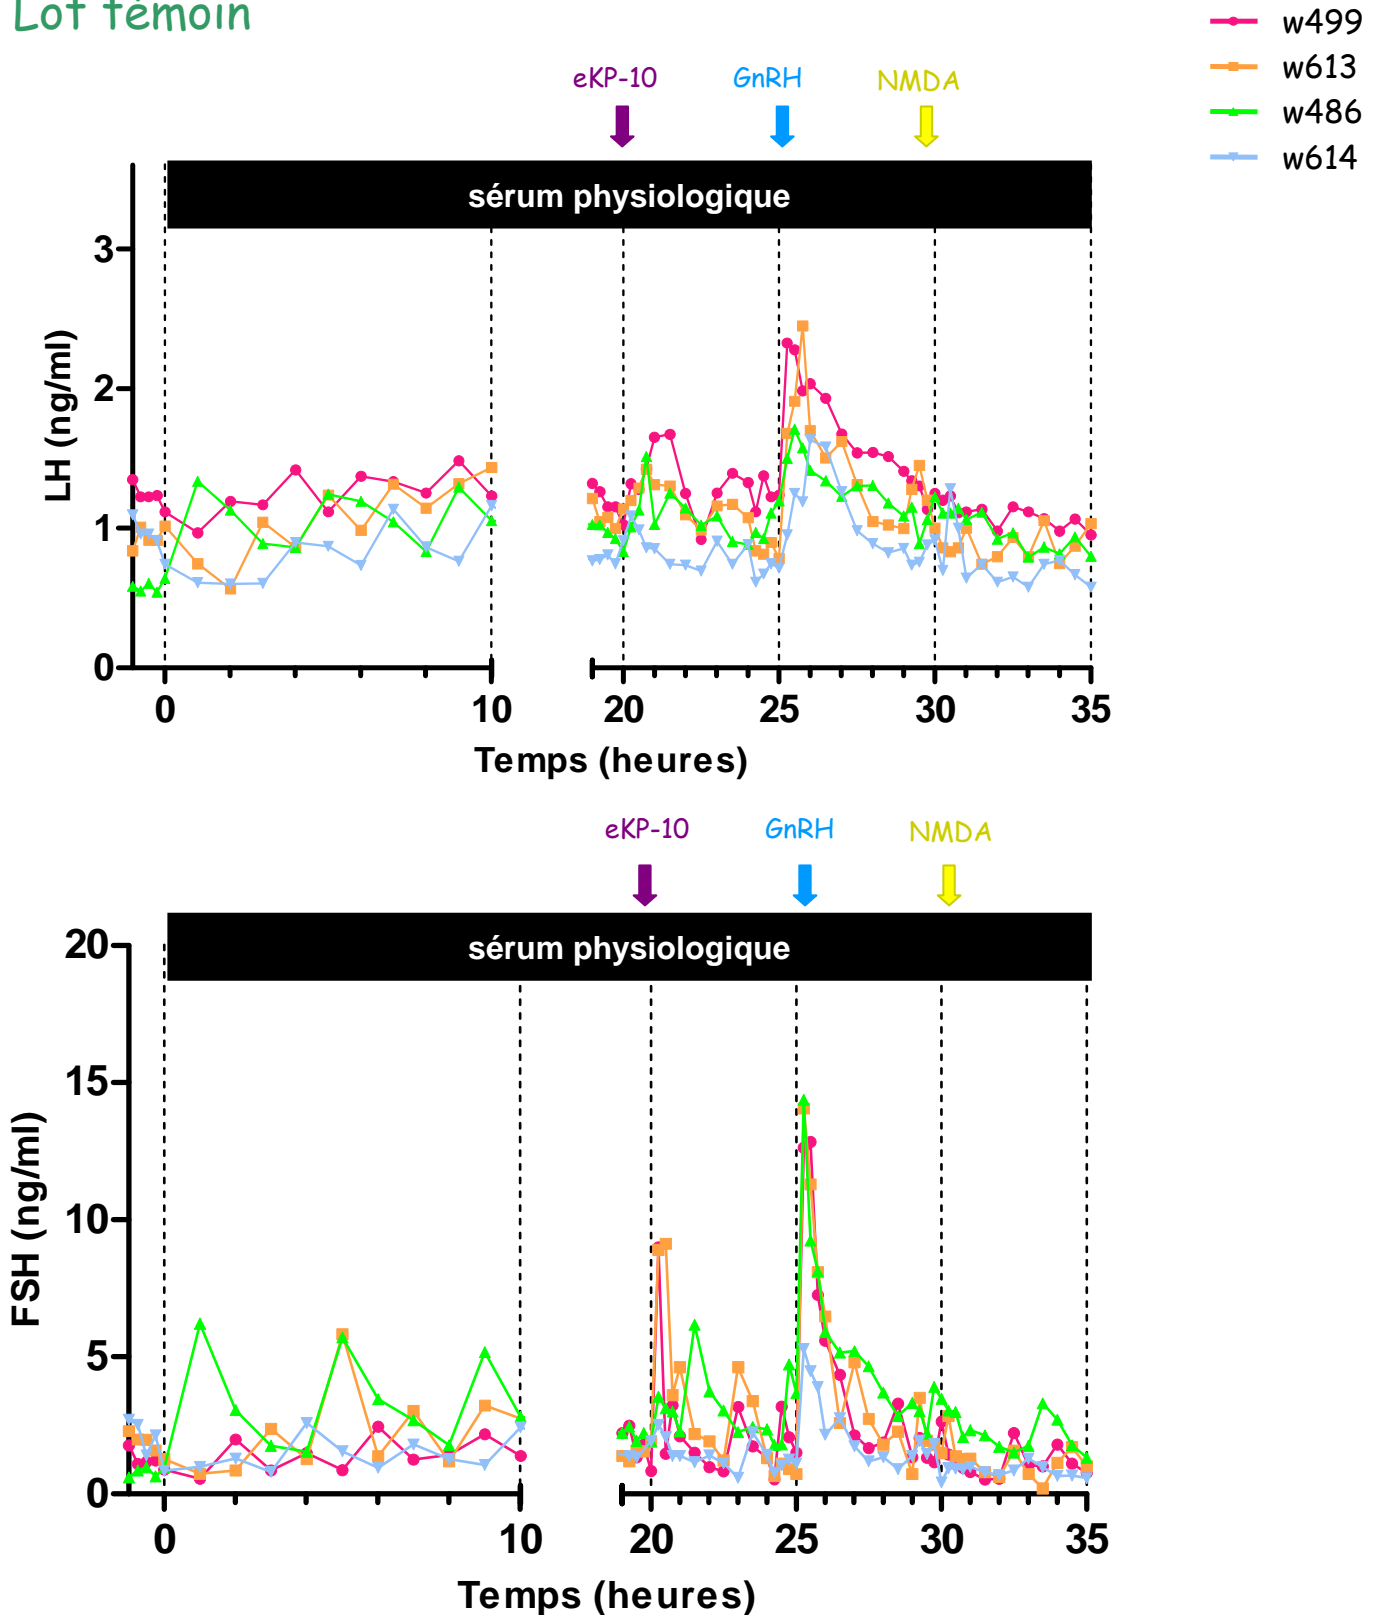 Lot témoin
w499
w613
w486
w614
eKP-10 GnRH NMDA
sérum physiologique
3
2
1
0
LH (ng/ml)
0 10 20 25 30 35
Temps (heures)
eKP-10 GnRH NMDA
sérum physiologique
20
15
10
5
0
FSH (ng/ml)
0 10 20 25 30 35
Temps (heures)